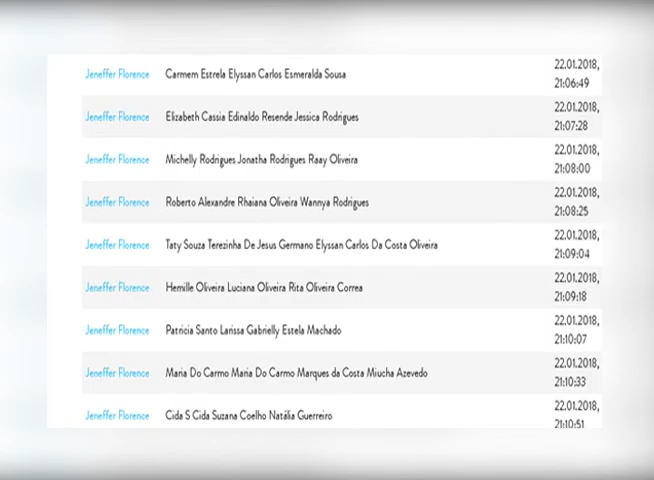 22.01.2018,
Jeneffer Florence Carmem Estrela Elyssan Carlos Esmeralda Sousa
21:06:49
22.01.2018,
Jeneffer Florence Elizabeth Cassia Edinaldo Resende Jessica Rodrigues
21:07:28
22.01.2018,
Jeneffer Florence Michelly Rodrigues Jonatha Rodrigues Raay Oliveira
21:08:00
22.01.2018,
Jeneffer Florence Roberto Alexandre Rhaiana Oliveira Wannya Rodrigues
21:08:25
22.01.2018,
Jeneffer Florence Taty Souza Terezinha De Jesus Germano Elyssan Carlos Da Costa Oliveira
21:09:04
22.01.2018,
Jeneffer Florence Hemille Oliveira Luciana Oliveira Rita Oliveira Correa
21:09:18
22.01.2018,
Jeneffer Florence Patricia Santo Larissa Gabrielly Estela Machado
21:10:07
22.01.2018,
Jeneffer Florence Maria Do Carmo Maria Do Carmo Marques da Costa Miucha Azevedo
21:10:33
22.01.2018,
Jeneffer Florence Cida S Cida Suzana Coelho Natália Guerreiro
21:10:51